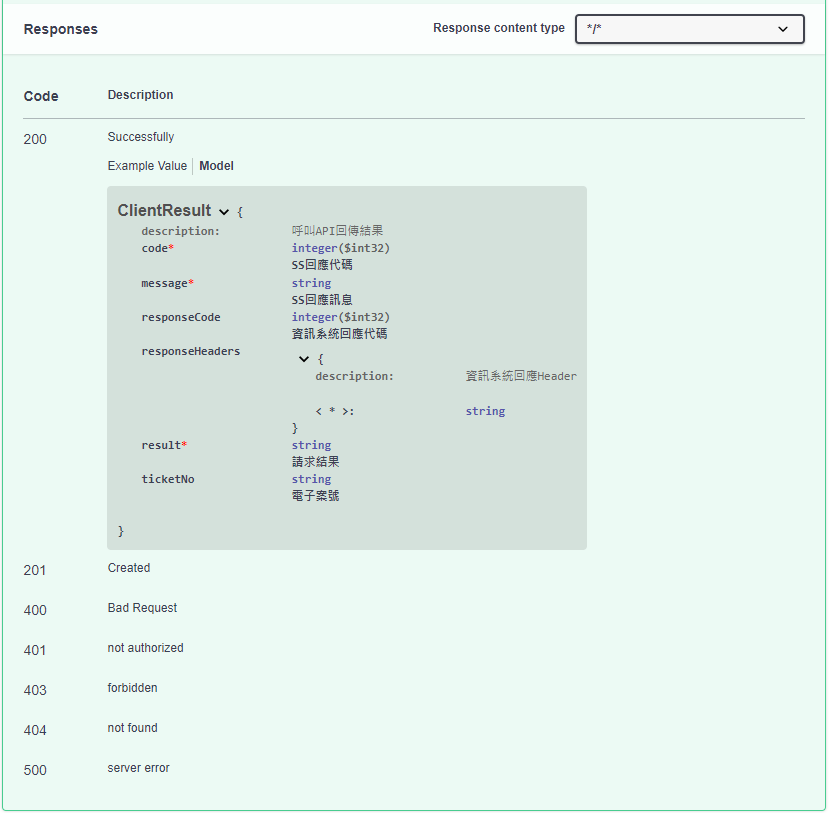 Responses
Response content type */*
Code Description
200 Successfully
Example Value Model
ClientResult {
description: 呼叫API回傳結果
code* integer($int32)
SS回應代碼
message* string
SS回應訊息
responseCode integer($int32)
資訊系統回應代碼
responseHeaders {
description: 資訊系統回應Header
< * >: string
}
result* string
請求結果
ticketNo string
電子案號
}
201 Created
400 Bad Request
401 not authorized
403 forbidden
404 not found
500 server error